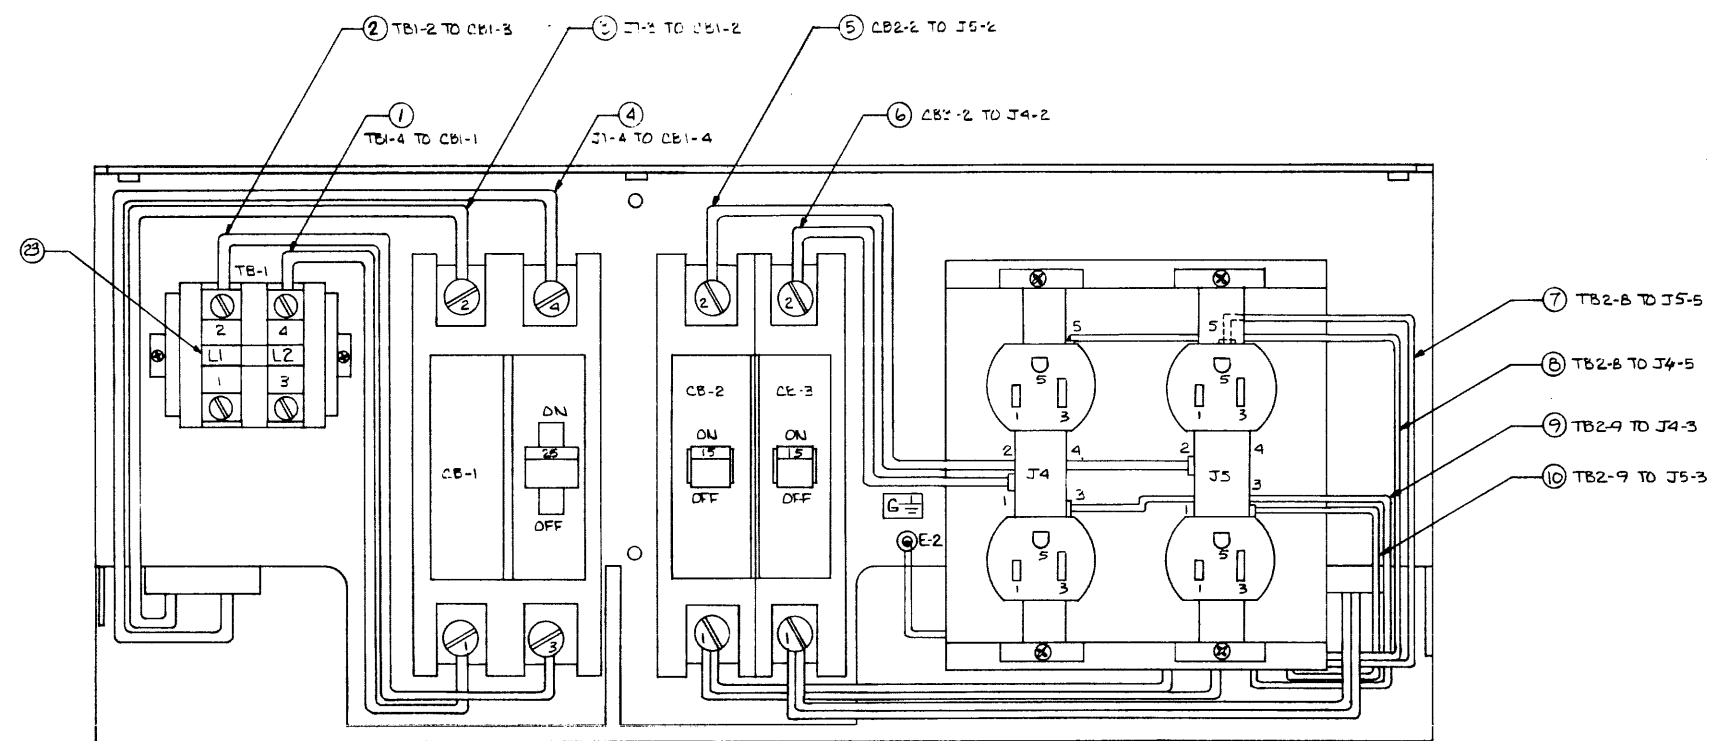 2 TB1-2 TO CB1-3
3 J1-3 TO CB1-2
5 CB2-2 TO J5-2
1
TB1-4 TO CB1-1
4
J1-4 TO CB1-4
6 -2 TO J4-2
23
TB-1
2 4
L1 L2
1 3
2 4
2 2
CB-1
ON
25
OFF
CB-2
ON
15
OFF
-3
ON
15
OFF
1 3
1 1
G
E-2
5 5
5 5
1 3 1 3
2 4 2 4
J4 J5
1 3 1 3
5 5
1 3 1 3
7 TB2-8 TO J5-5
8 TB2-8 TO J4-5
9 TB2-9 TO J4-3
10 TB2-9 TO J5-3